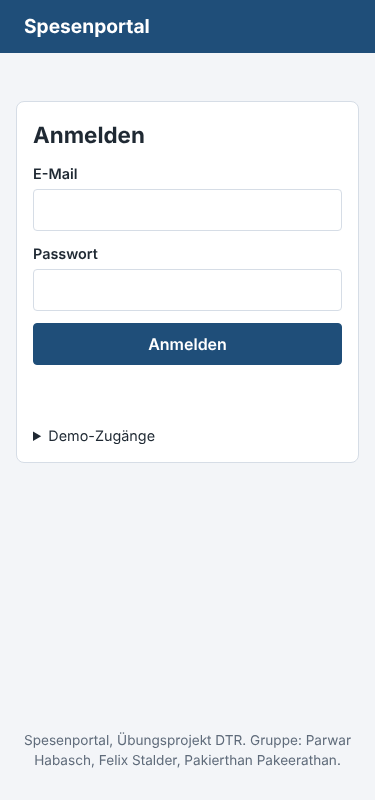 Spesenportal
Anmelden
E-Mail
Passwort
Anmelden
Demo-Zugänge
Spesenportal, Übungsprojekt DTR. Gruppe: Parwar
Habasch, Felix Stalder, Pakierthan Pakeerathan.